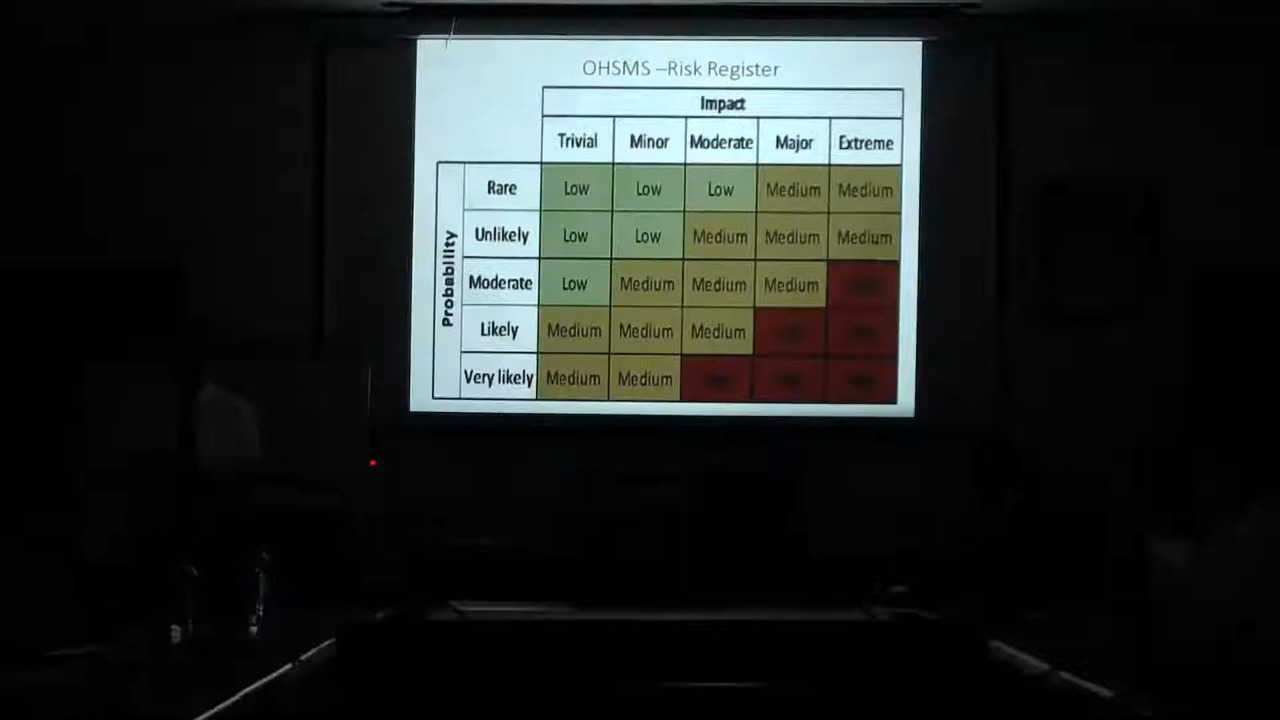 OHSMS –Risk Register
Impact
Trivial Minor Moderate Major Extreme
Probability
Rare Low Low Low Medium Medium
Unlikely Low Low Medium Medium Medium
Moderate Low Medium Medium Medium
Likely Medium Medium Medium
Very likely Medium Medium